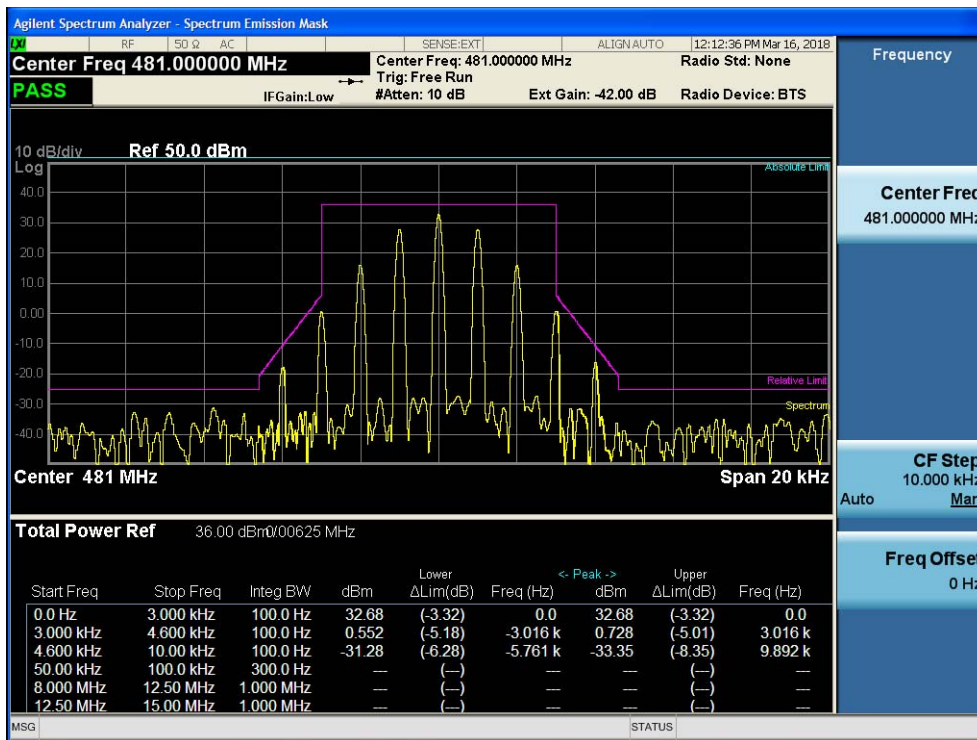 Agilent Spectrum Analyzer - Spectrum Emission Mask
LXI RF 50 Ω AC SENSE:EXT ALIGN AUTO 12:12:36 PM Mar 16, 2018
Center Freq 481.000000 MHz Center Freq: 481.000000 MHz Radio Std: None
Trig: Free Run
PASS IFGain:Low #Atten: 10 dB Ext Gain: -42.00 dB Radio Device: BTS
10 dB/div Ref 50.0 dBm
Log
Absolute Limit
40.0
30.0
20.0
10.0
0.00
-10.0
-20.0
Relative Limit
-30.0
Spectrum
-40.0
Center 481 MHz Span 20 kHz
Total Power Ref 36.00 dBm/0.00625 MHz
Lower <- Peak -> Upper
Start Freq Stop Freq Integ BW dBm ΔLim(dB) Freq (Hz) dBm ΔLim(dB) Freq (Hz)
0.0 Hz 3.000 kHz 100.0 Hz 32.68 (-3.32) 0.0 32.68 (-3.32) 0.0
3.000 kHz 4.600 kHz 100.0 Hz 0.552 (-5.18) -3.016 k 0.728 (-5.01) 3.016 k
4.600 kHz 10.00 kHz 100.0 Hz -31.28 (-6.28) -5.761 k -33.35 (-8.35) 9.892 k
50.00 kHz 100.0 kHz 300.0 Hz --- (---) --- --- (---) ---
8.000 MHz 12.50 MHz 1.000 MHz --- (---) --- --- (---) ---
12.50 MHz 15.00 MHz 1.000 MHz --- (---) --- --- (---) ---
MSG STATUS
Frequency
Center Freq
481.000000 MHz
CF Step
10.000 kHz
Auto Man
Freq Offset
0 Hz